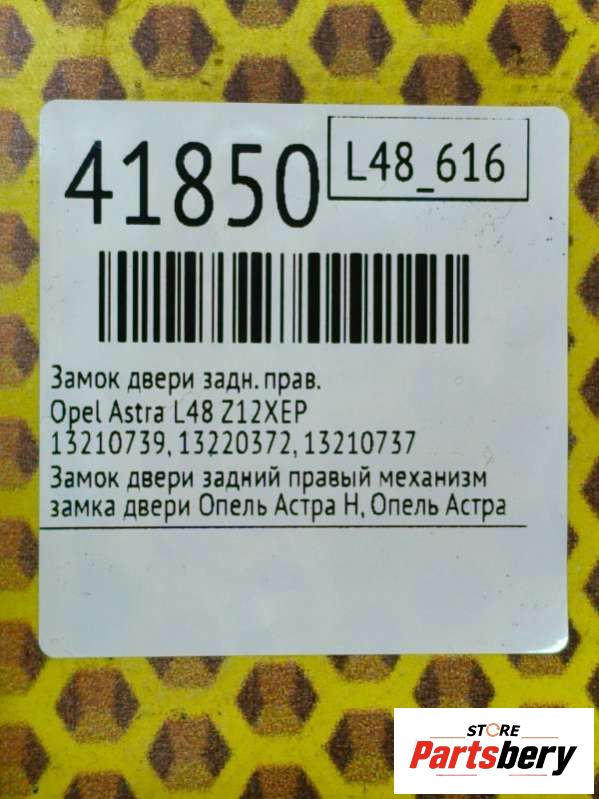 41850
L48_616
Замок двери задн. прав.
Opel Astra L48 Z12XEP
13210739, 13220372, 13210737
Замок двери задний правый механизм
замка двери Опель Астра Н, Опель Астра
STORE
Partsbery